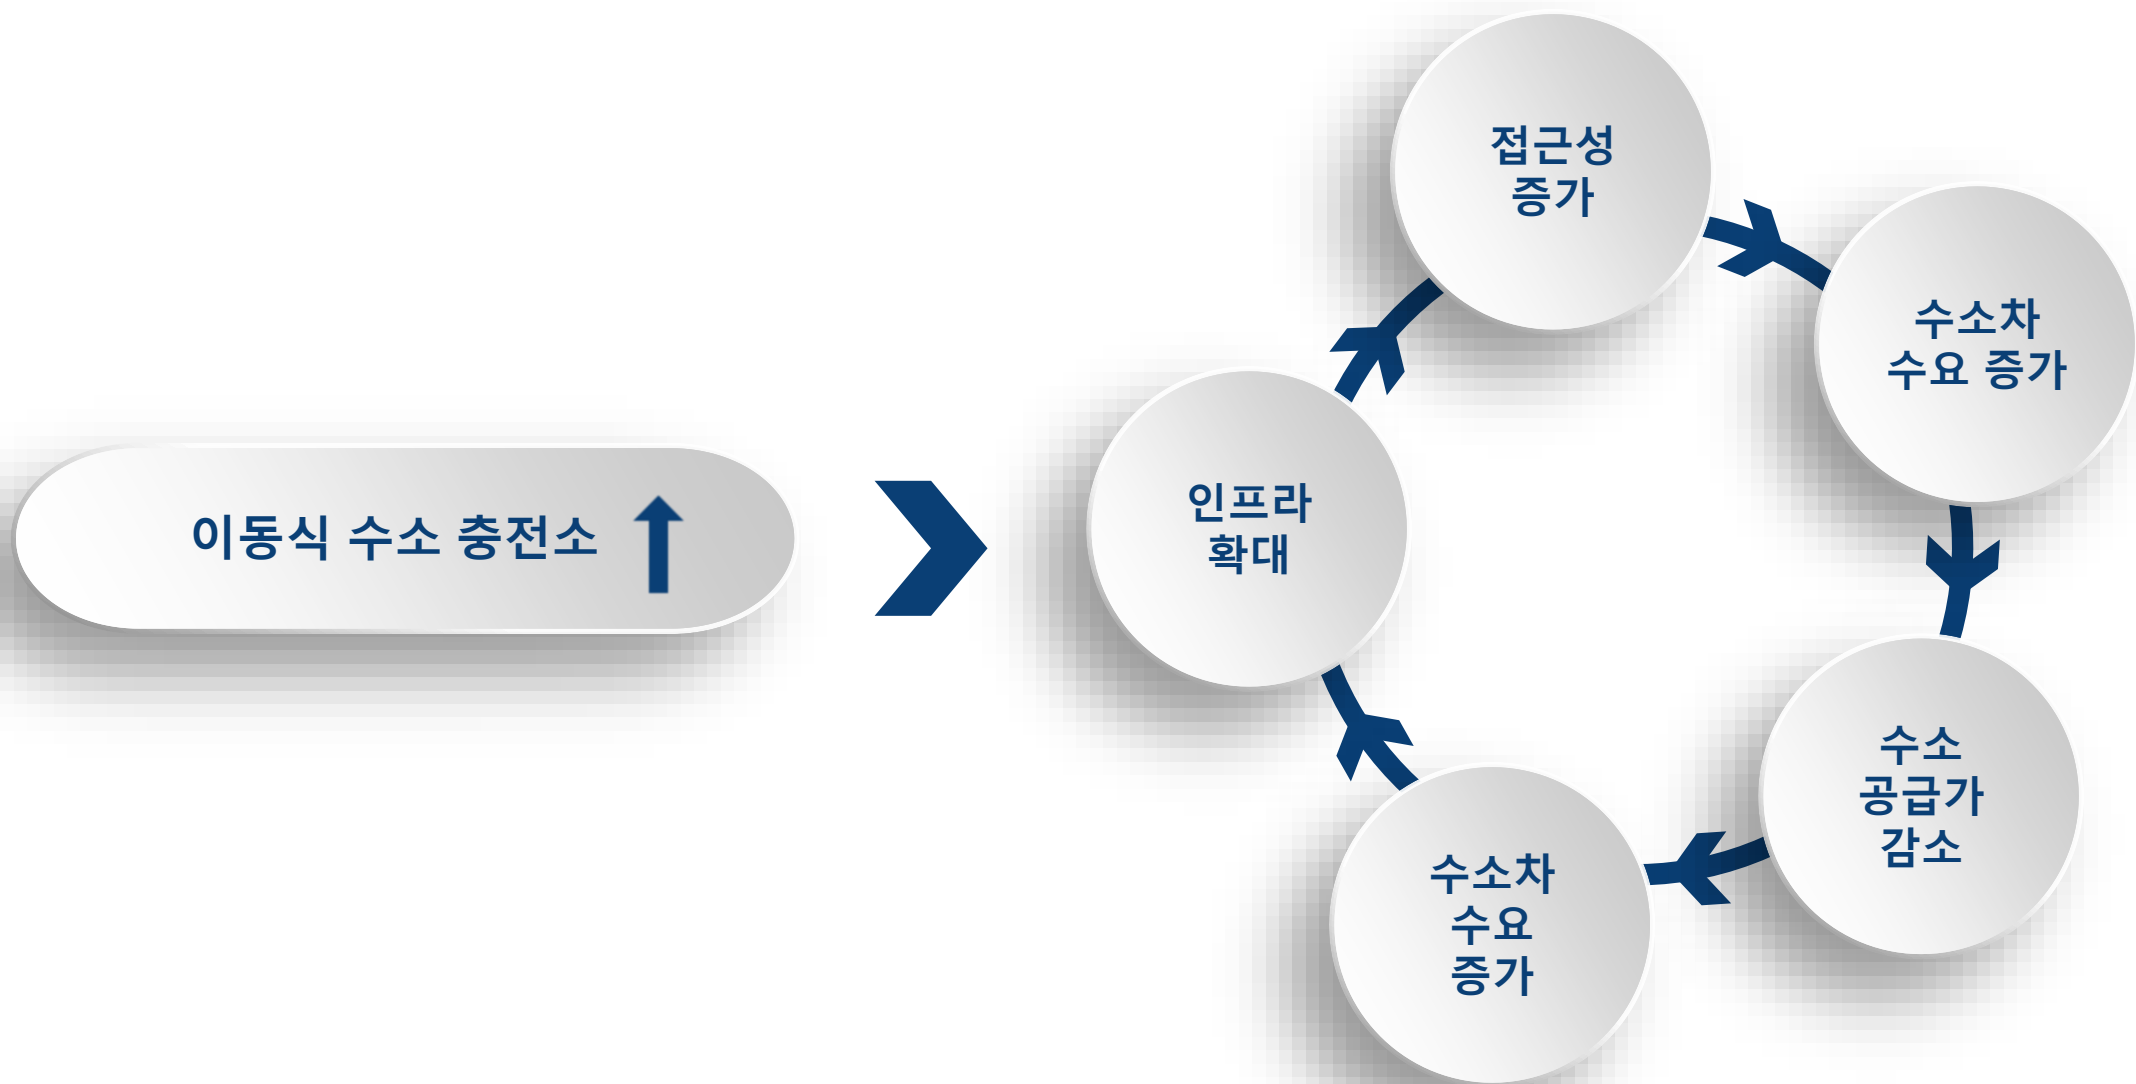 이동식 수소 충전소
인프라
확대
접근성
증가
수소차
수요 증가
수소
공급가
감소
수소차
수요
증가